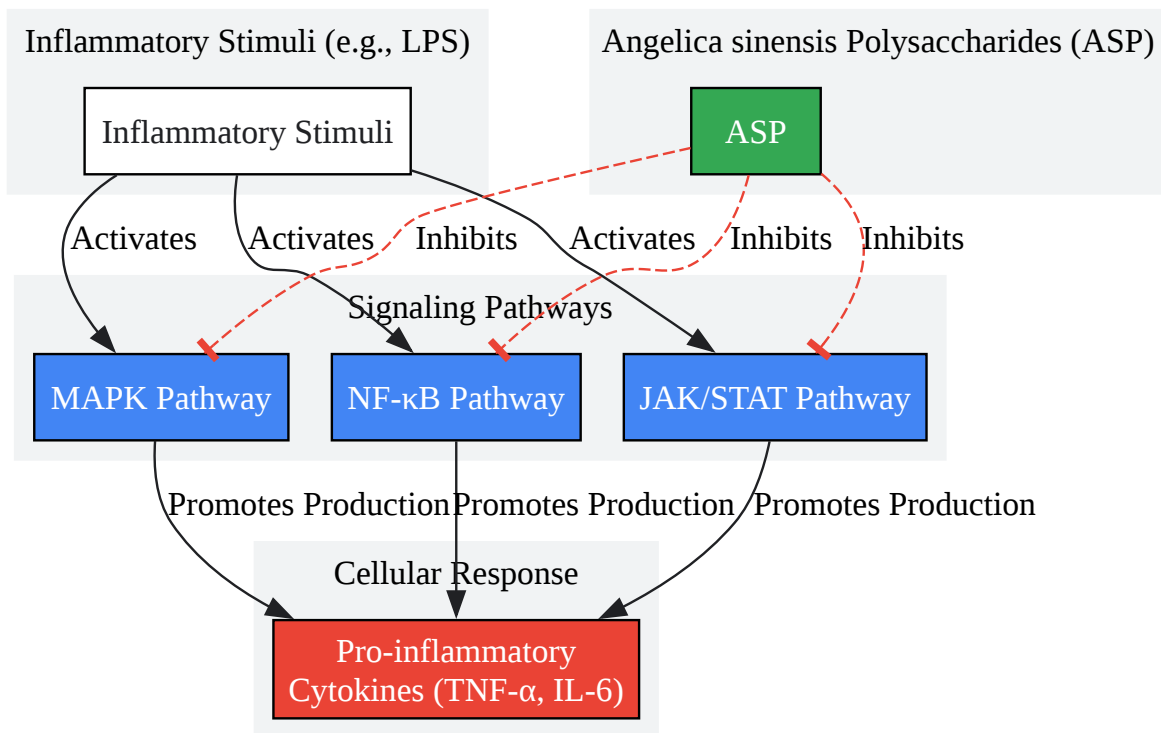 Inflammatory Stimuli (e.g., LPS)
Angelica sinensis Polysaccharides (ASP)
Inflammatory Stimuli
ASP
Activates
Activates
Inhibits
Activates
Inhibits
Inhibits
Signaling Pathways
MAPK Pathway
NF-κB Pathway
JAK/STAT Pathway
Promotes Production
Promotes Production
Promotes Production
Cellular Response
Pro-inflammatory
Cytokines (TNF-α, IL-6)